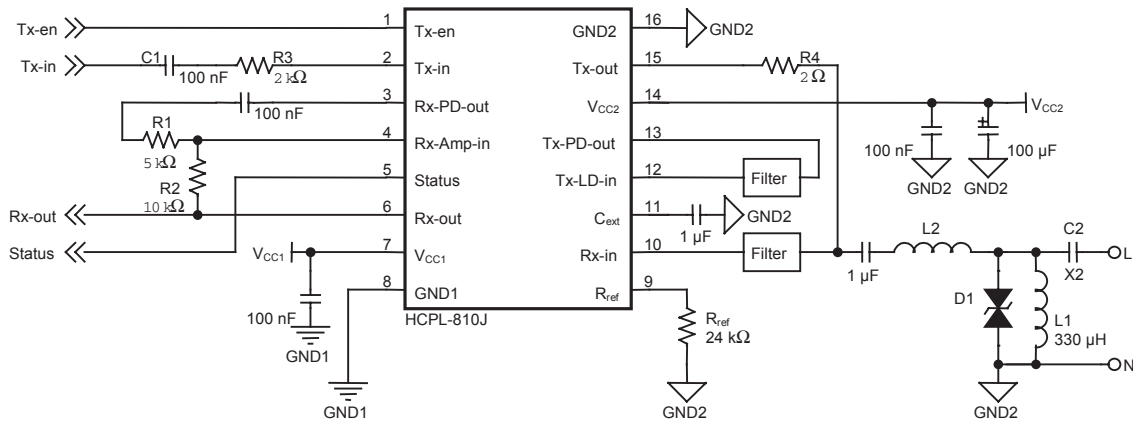 Tx-en
1
Tx-en
GND2
16
GND2
Tx-in
C1
100 nF
R3
2 kΩ
2
Tx-in
Tx-out
15
R4
2 Ω
100 nF
3
Rx-PD-out
VCC2
14
VCC2
R1
5 kΩ
4
Rx-Amp-in
Tx-PD-out
13
100 nF
100 µF
R2
10 kΩ
5
Status
Tx-LD-in
12
Filter
GND2
GND2
Rx-out
6
Rx-out
Cext
11
1 µF
GND2
Status
VCC1
7
VCC1
Rx-in
10
Filter
1 µF
L2
C2
X2
L
100 nF
GND1
8
GND1
Rref
9
D1
L1
330 µH
HCPL-810J
Rref
24 kΩ
N
GND1
GND2
GND2